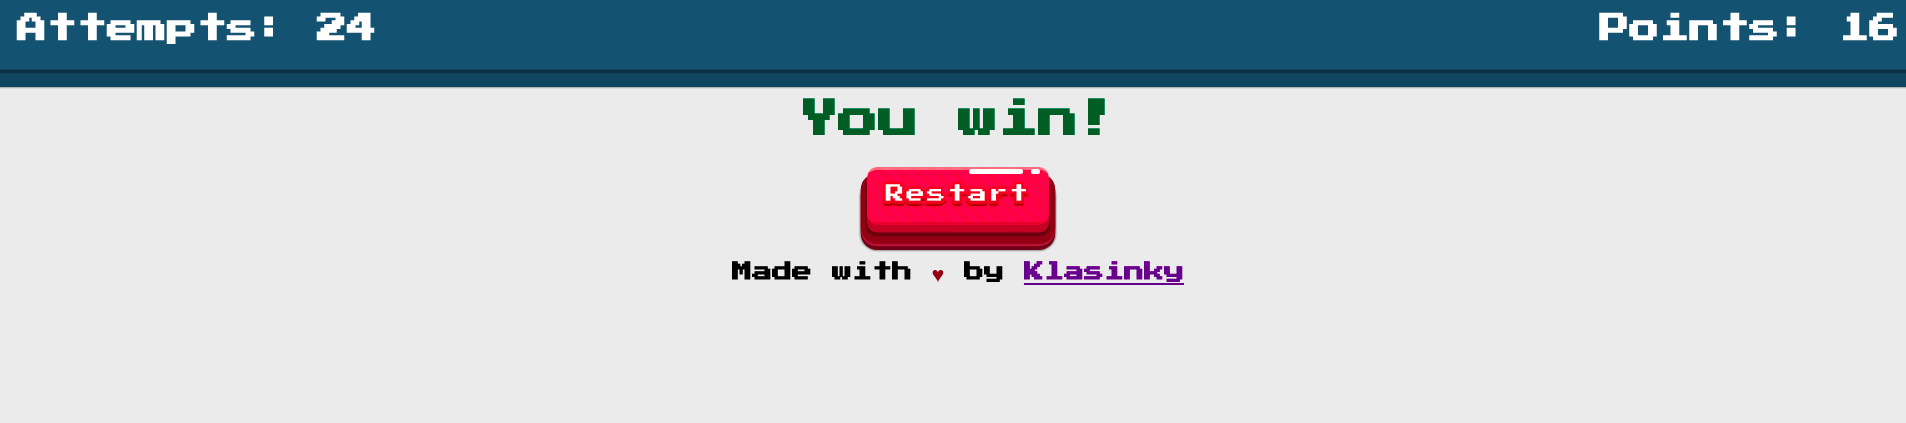 Attempts: 24
Points: 16
You win!
Restart
Made with ♥ by Klasinky